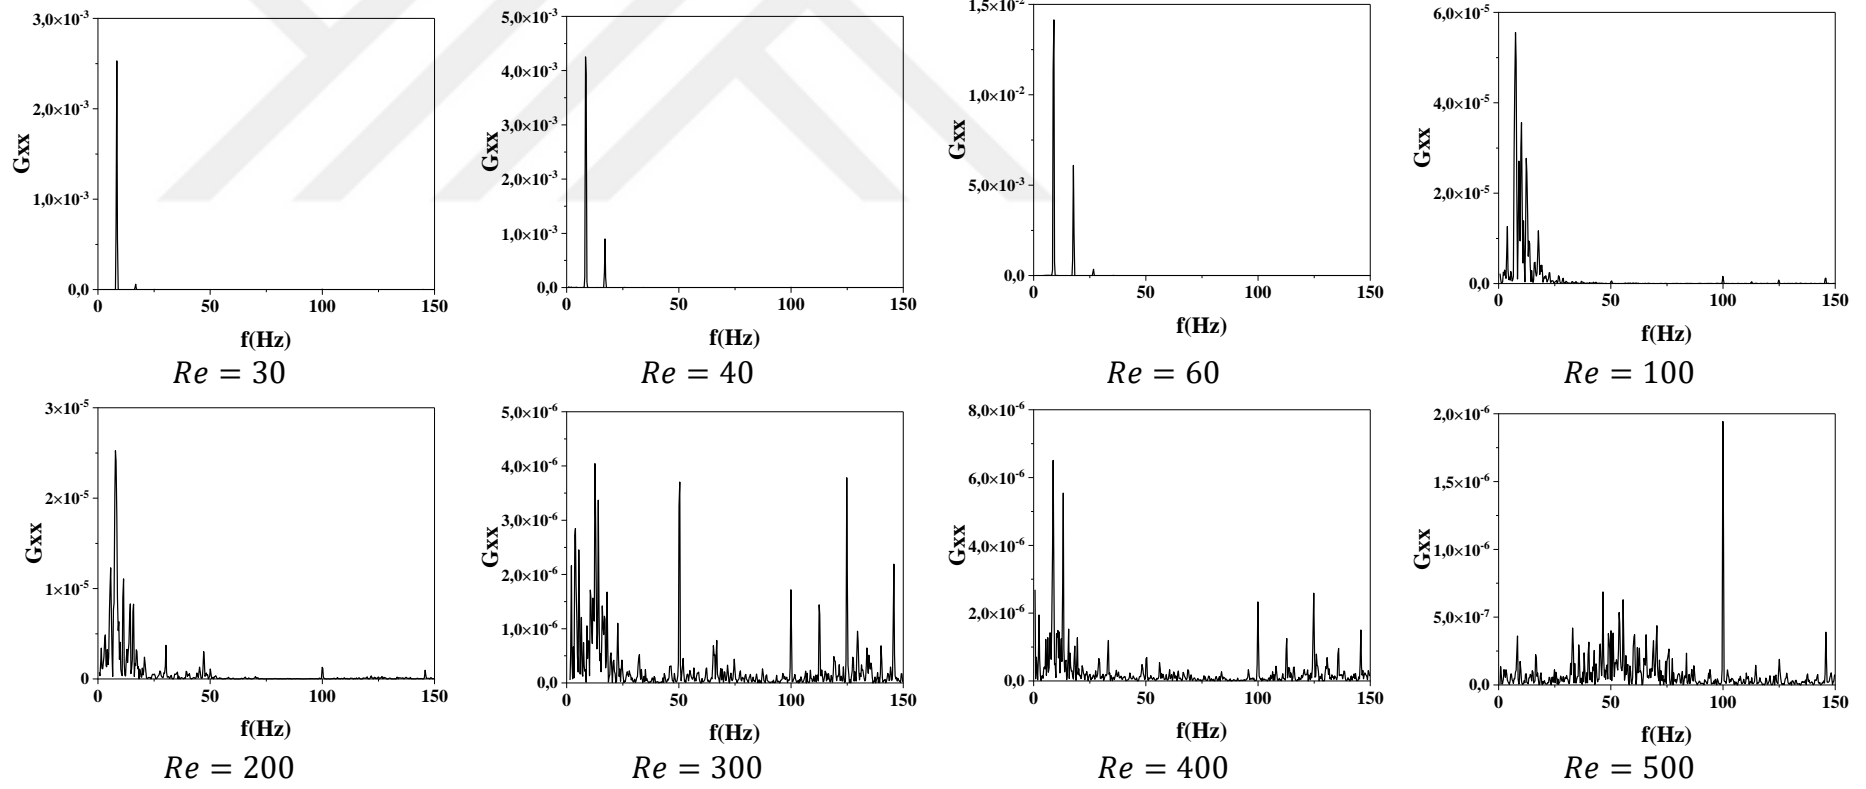 3,0×10⁻³
2,0×10⁻³
1,0×10⁻³
0,0
Gxx
0 50 100 150
f(Hz)
Re = 30
5,0×10⁻³
4,0×10⁻³
3,0×10⁻³
2,0×10⁻³
1,0×10⁻³
0,0
Gxx
0 50 100 150
f(Hz)
Re = 40
1,5×10⁻²
1,0×10⁻²
5,0×10⁻³
0,0
Gxx
0 50 100 150
f(Hz)
Re = 60
6,0×10⁻⁵
4,0×10⁻⁵
2,0×10⁻⁵
0,0
Gxx
0 50 100 150
f(Hz)
Re = 100
3×10⁻⁵
2×10⁻⁵
1×10⁻⁵
0
Gxx
0 50 100 150
f(Hz)
Re = 200
5,0×10⁻⁶
4,0×10⁻⁶
3,0×10⁻⁶
2,0×10⁻⁶
1,0×10⁻⁶
0,0
Gxx
0 50 100 150
f(Hz)
Re = 300
8,0×10⁻⁶
6,0×10⁻⁶
4,0×10⁻⁶
2,0×10⁻⁶
0,0
Gxx
0 50 100 150
f(Hz)
Re = 400
2,0×10⁻⁶
1,5×10⁻⁶
1,0×10⁻⁶
5,0×10⁻⁷
0,0
Gxx
0 50 100 150
f(Hz)
Re = 500